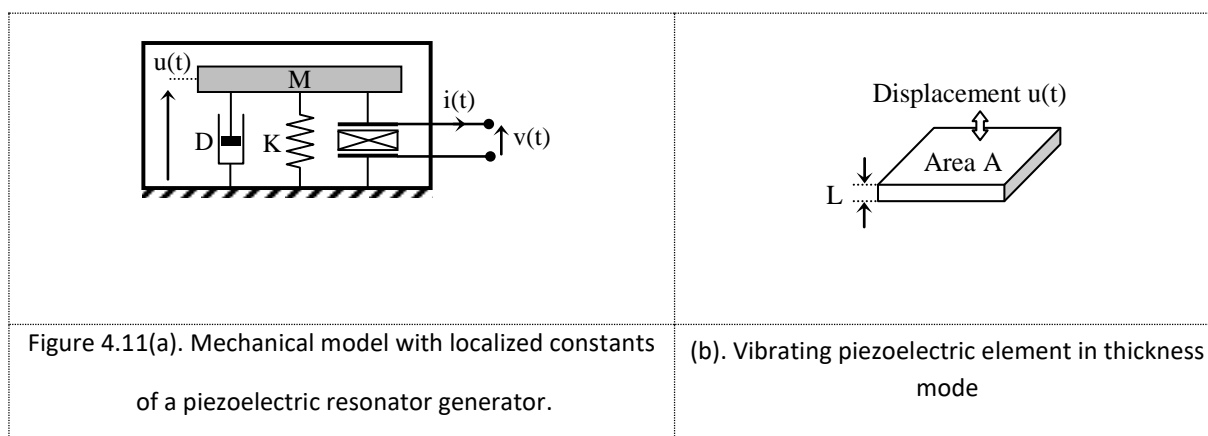 u(t)
M
i(t)
D
K
v(t)
Displacement u(t)
Area A
L
Figure 4.11(a). Mechanical model with localized constants
of a piezoelectric resonator generator.
(b). Vibrating piezoelectric element in thickness
mode